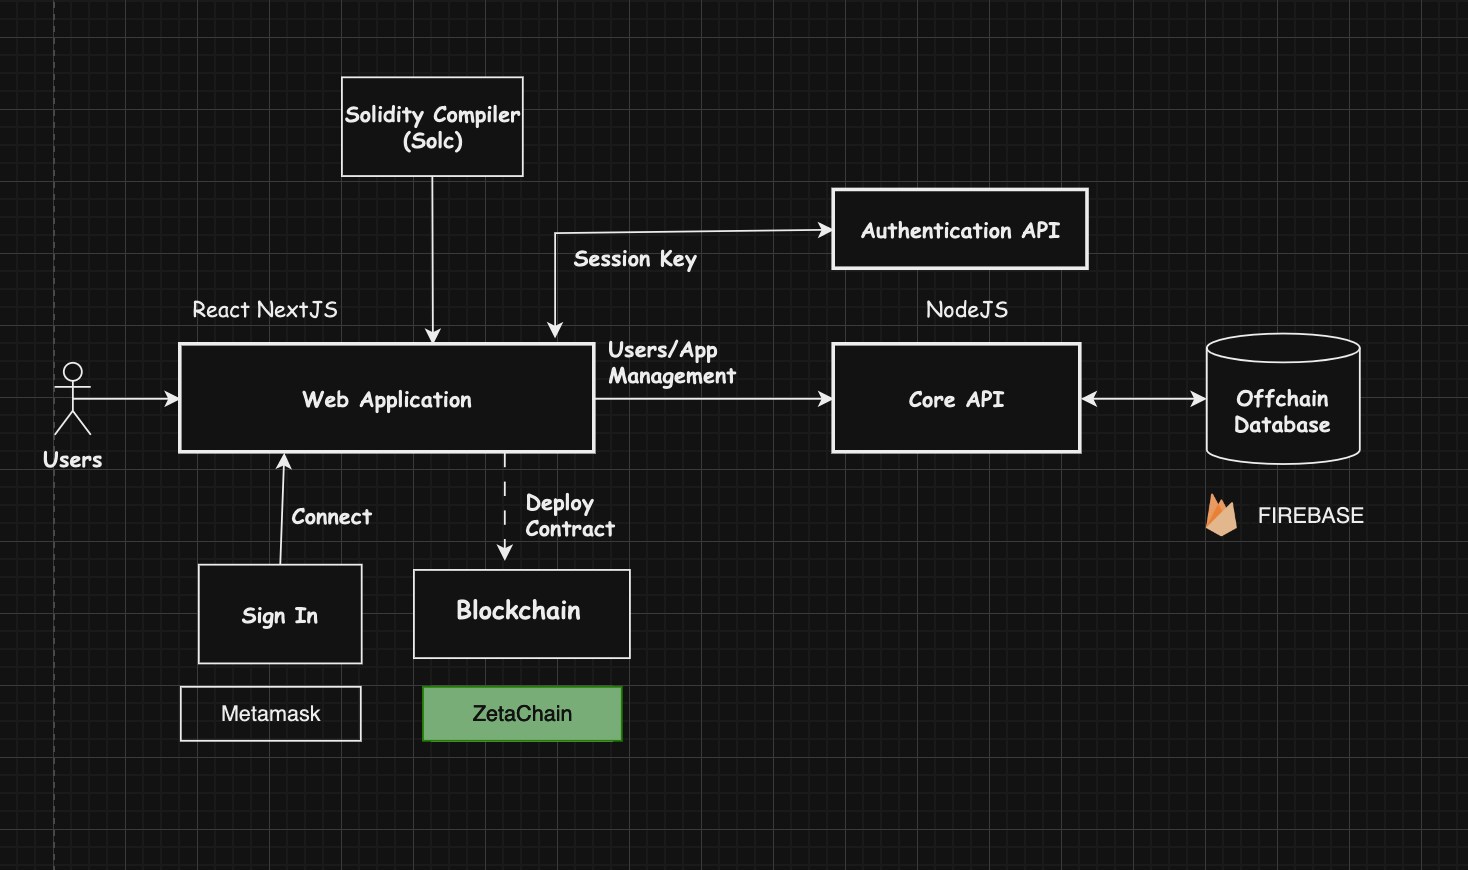 Solidity Compiler
(Solc)
Authentication API
Session Key
React NextJS
NodeJS
Users/App
Management
Web Application
Core API
Offchain
Database
Users
Connect
Deploy
Contract
FIREBASE
Sign In
Blockchain
Metamask
ZetaChain